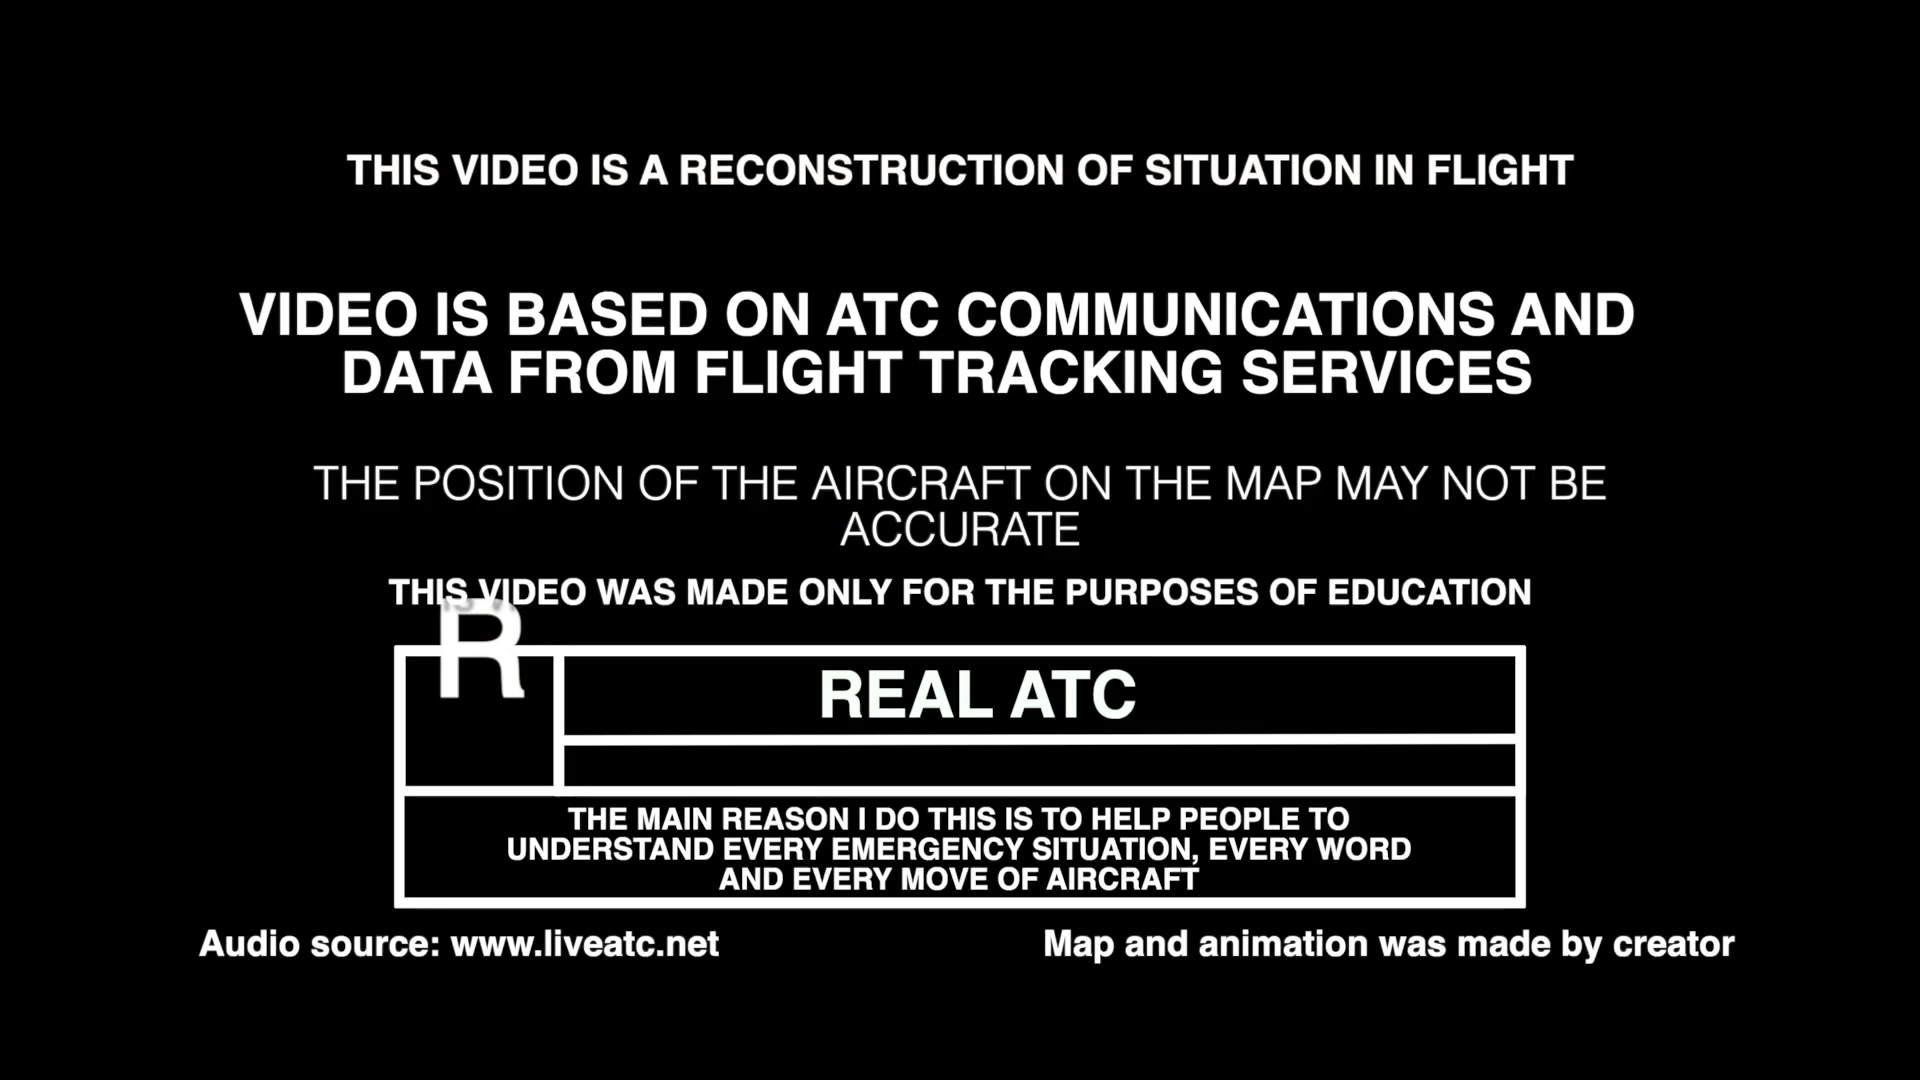 THIS VIDEO IS A RECONSTRUCTION OF SITUATION IN FLIGHT
VIDEO IS BASED ON ATC COMMUNICATIONS AND
DATA FROM FLIGHT TRACKING SERVICES
THE POSITION OF THE AIRCRAFT ON THE MAP MAY NOT BE
ACCURATE
THIS VIDEO WAS MADE ONLY FOR THE PURPOSES OF EDUCATION
R
REAL ATC
THE MAIN REASON I DO THIS IS TO HELP PEOPLE TO
UNDERSTAND EVERY EMERGENCY SITUATION, EVERY WORD
AND EVERY MOVE OF AIRCRAFT
Audio source: www.liveatc.net
Map and animation was made by creator